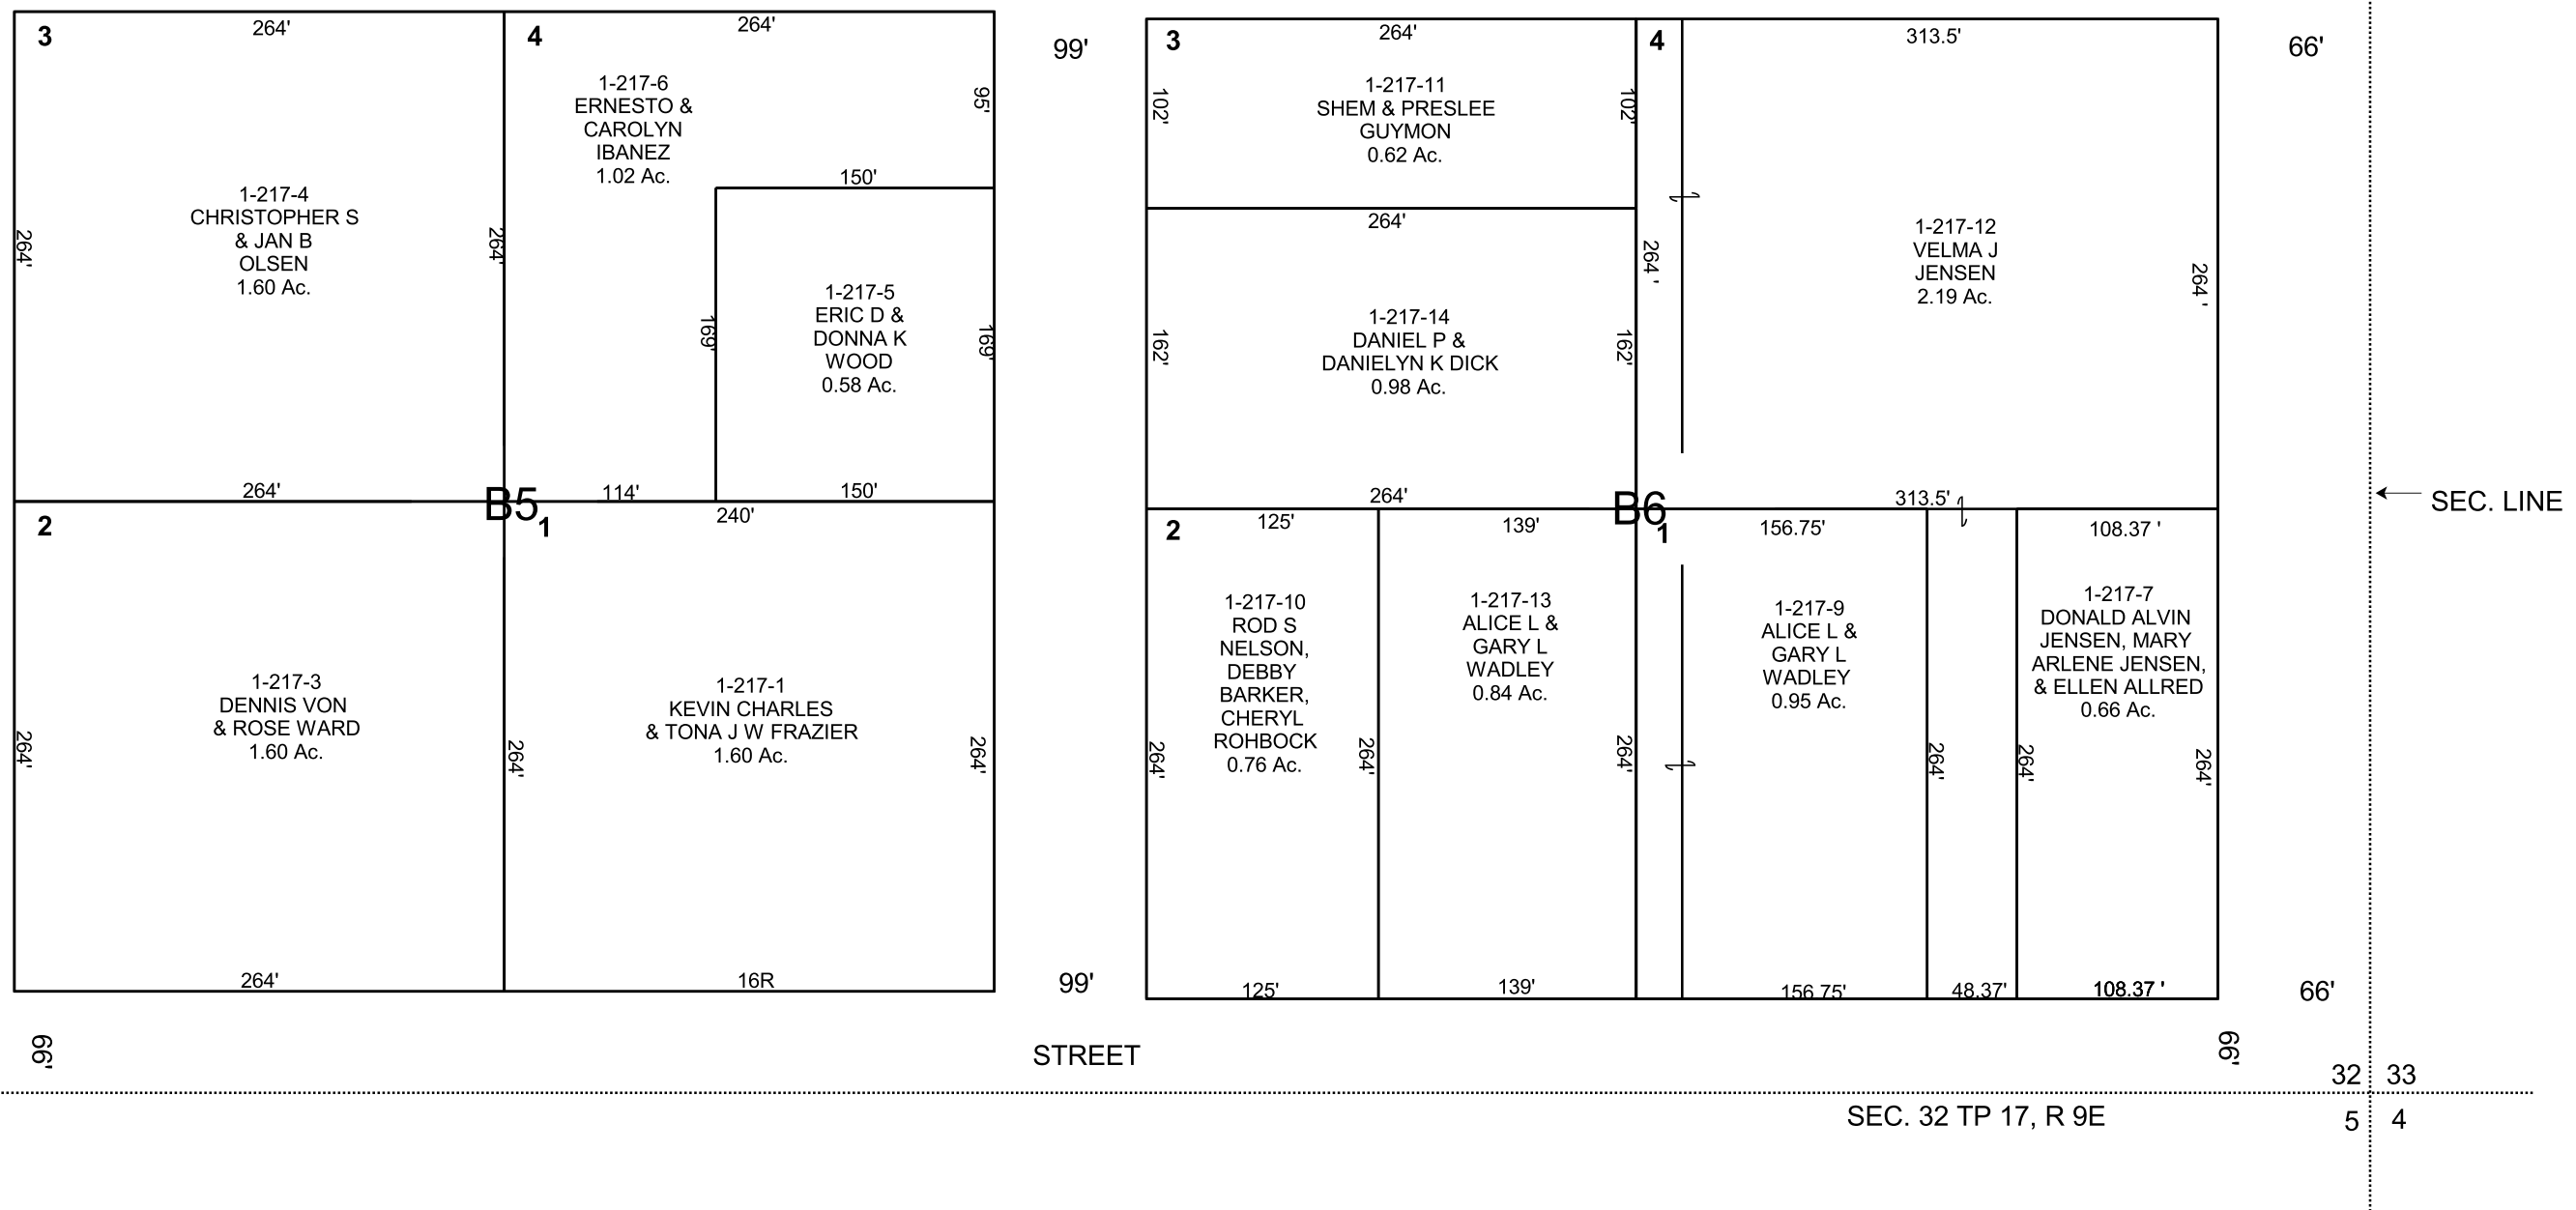 3
264'
4
264'
95'
1-217-6
ERNESTO &
CAROLYN
IBANEZ
1.02 Ac.
150'
1-217-4
CHRISTOPHER S
& JAN B
OLSEN
1.60 Ac.
264'
264'
1-217-5
ERIC D &
DONNA K
WOOD
0.58 Ac.
169'
169'
264'
B5
114'
150'
2
1
240'
1-217-3
DENNIS VON
& ROSE WARD
1.60 Ac.
264'
264'
1-217-1
KEVIN CHARLES
& TONA J W FRAZIER
1.60 Ac.
264'
264'
16R
99'
99'
3
264'
102'
1-217-11
SHEM & PRESLEE
GUYMON
0.62 Ac.
102'
4
313.5'
264'
264 '
1-217-12
VELMA J
JENSEN
2.19 Ac.
264 '
162'
1-217-14
DANIEL P &
DANIELYN K DICK
0.98 Ac.
162'
264'
B6
313.5'
2
125'
139'
1
156.75'
108.37 '
1-217-10
ROD S
NELSON,
DEBBY
BARKER,
CHERYL
ROHBOCK
0.76 Ac.
264'
264'
1-217-13
ALICE L &
GARY L
WADLEY
0.84 Ac.
264'
1-217-9
ALICE L &
GARY L
WADLEY
0.95 Ac.
264'
264'
1-217-7
DONALD ALVIN
JENSEN, MARY
ARLENE JENSEN,
& ELLEN ALLRED
0.66 Ac.
264'
125'
139'
156.75'
48.37'
108.37 '
66'
66'
SEC. LINE
66'
STREET
66'
32
33
SEC. 32 TP 17, R 9E
5
4